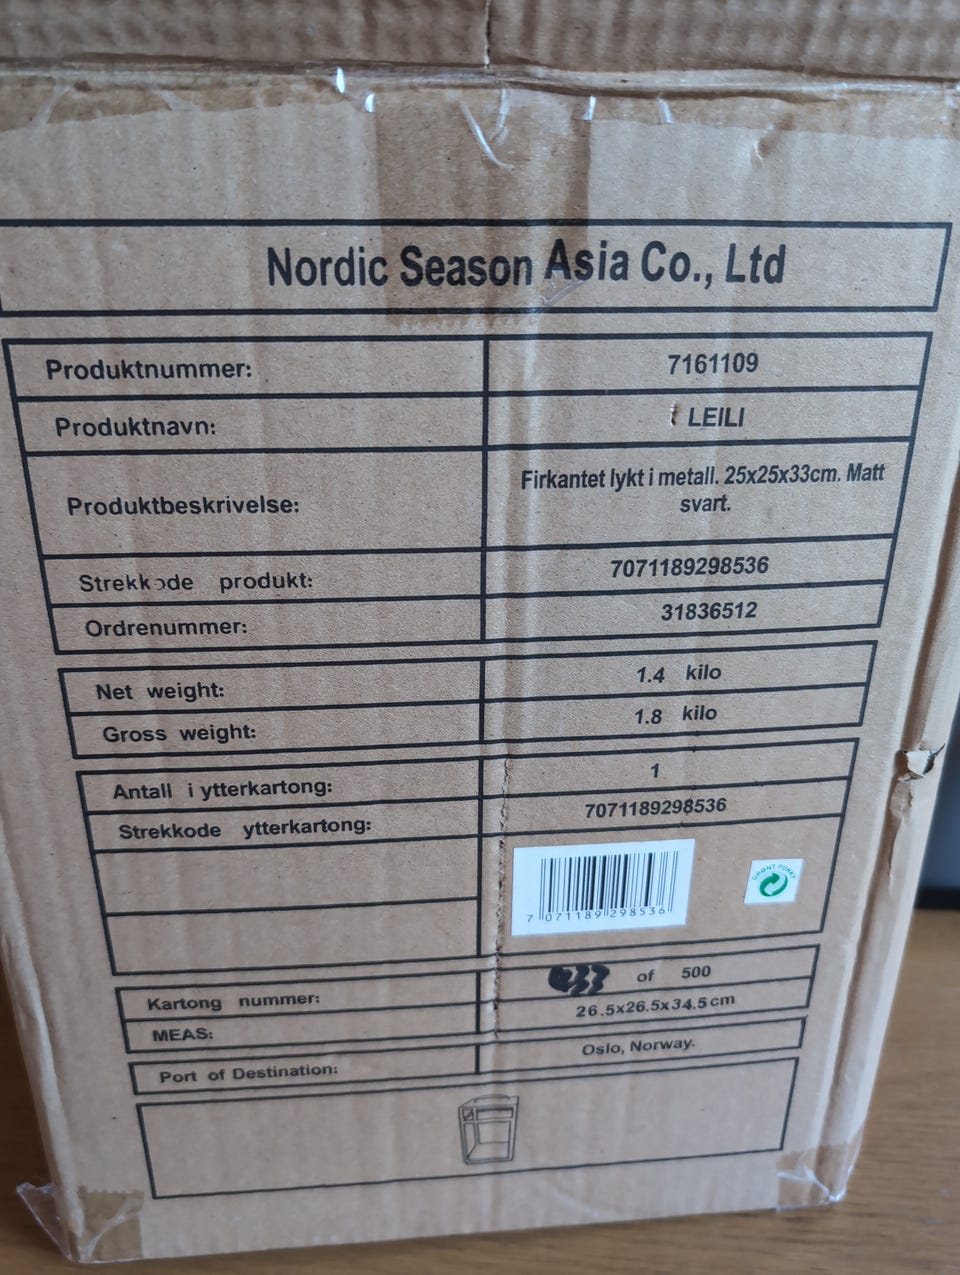 Nordic Season Asia Co., Ltd
Produktnummer: 7161109
Produktnavn: LEILI
Produktbeskrivelse: Firkantet lykt i metall. 25x25x33cm. Matt
svart.
Strekkode produkt: 7071189298536
Ordrenummer: 31836512
Net weight: 1.4 kilo
Gross weight: 1.8 kilo
Antall i ytterkartong: 1
Strekkode ytterkartong: 7071189298536
GRØNT PUNKT
7 071189 298536
Kartong nummer: of 500
MEAS: 26.5x26.5x34.5cm
Port of Destination: Oslo, Norway.